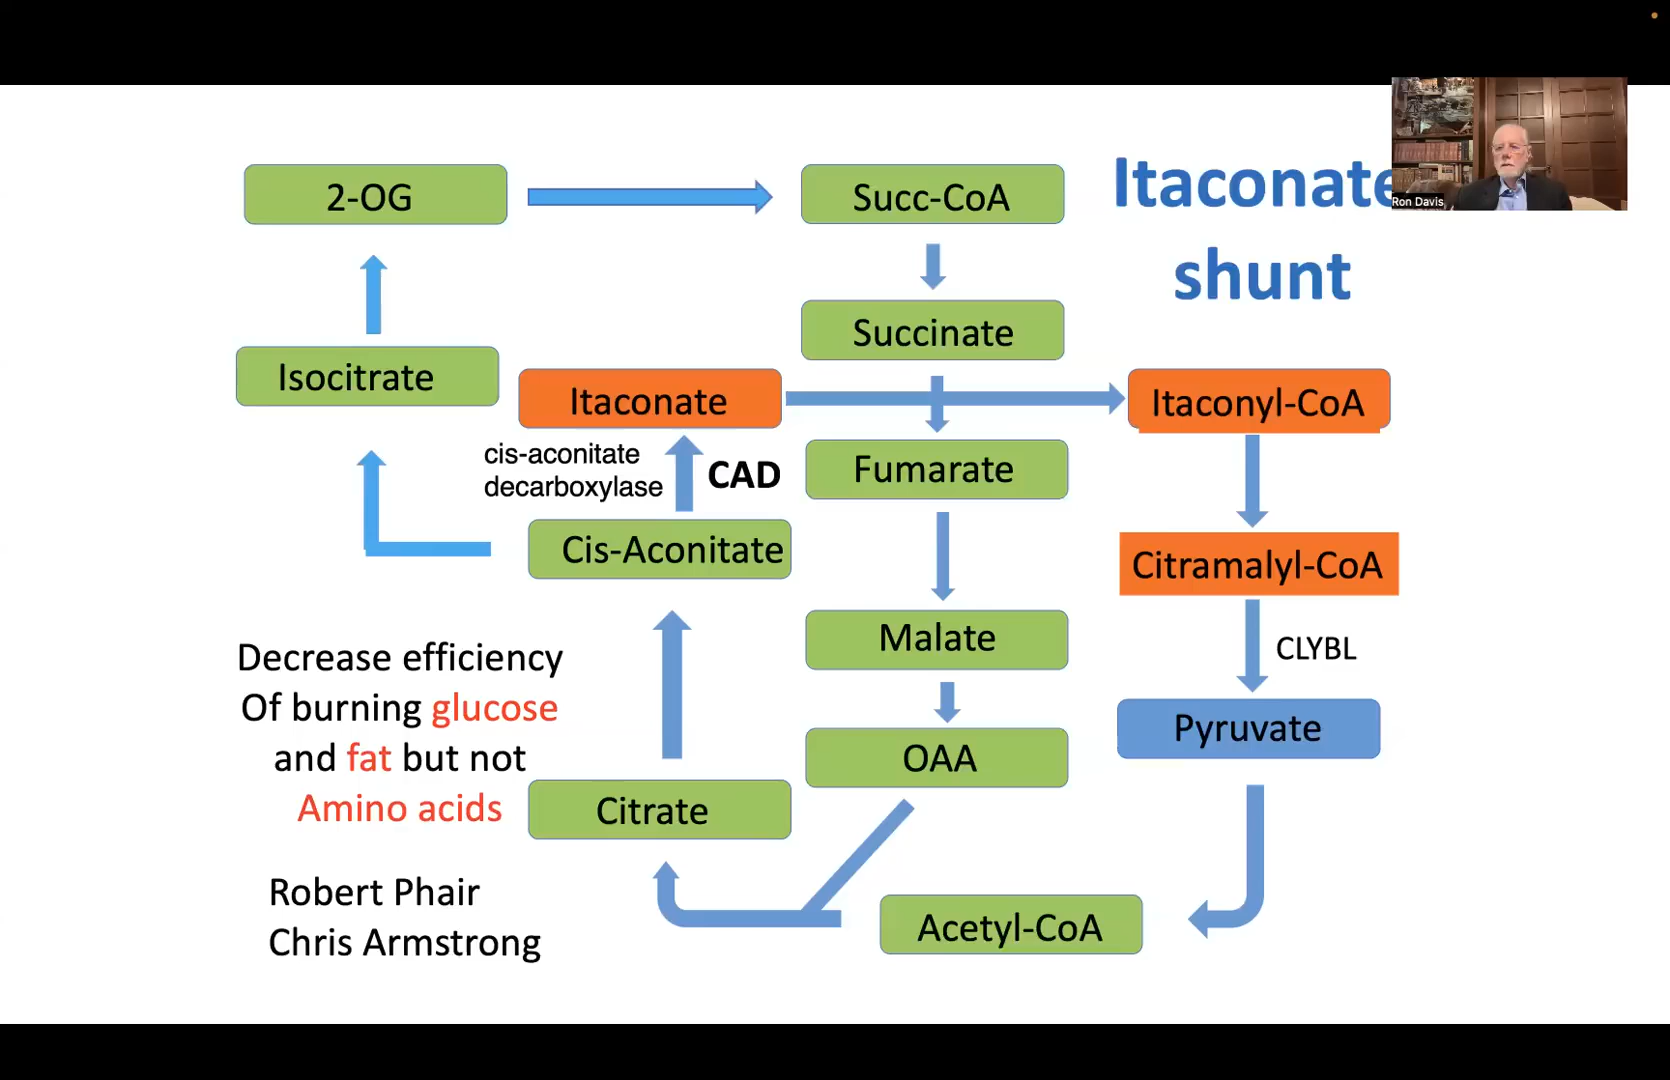 Itaconate
shunt
Ron Davis
2-OG
Succ-CoA
Succinate
Isocitrate
Itaconate
Itaconyl-CoA
cis-aconitate
decarboxylase
CAD
Fumarate
Cis-Aconitate
Citramalyl-CoA
Malate
CLYBL
Decrease efficiency
Of burning glucose
and fat but not
Amino acids
Pyruvate
OAA
Citrate
Robert Phair
Chris Armstrong
Acetyl-CoA